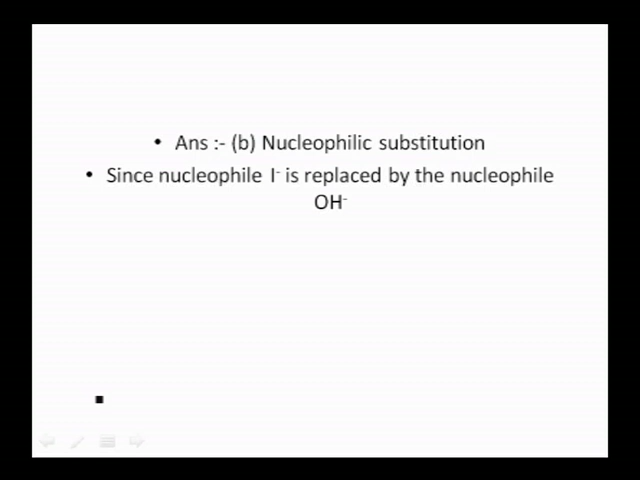 • Ans :- (b) Nucleophilic substitution
• Since nucleophile I⁻ is replaced by the nucleophile
OH⁻